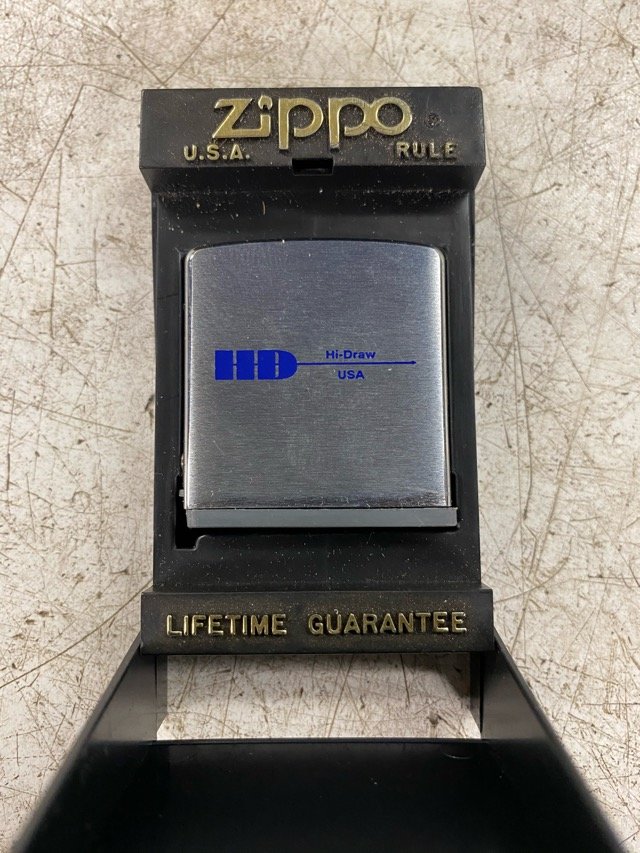 Zippo
U.S.A. RULE
HD Hi-Draw
USA
LIFETIME GUARANTEE